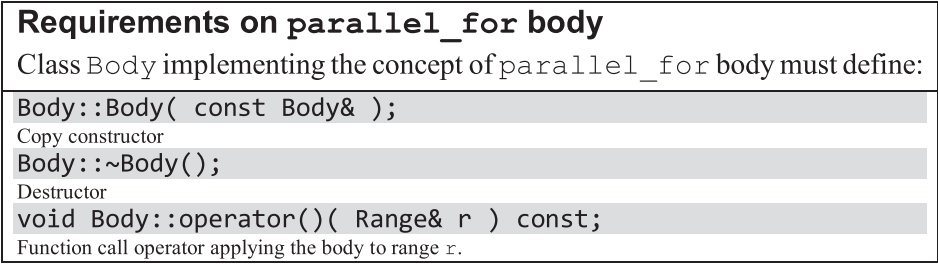 Requirements on parallel_for body
Class Body implementing the concept of parallel_for body must define:
Body::Body( const Body& );
Copy constructor
Body::~Body();
Destructor
void Body::operator()( Range& r ) const;
Function call operator applying the body to range r.